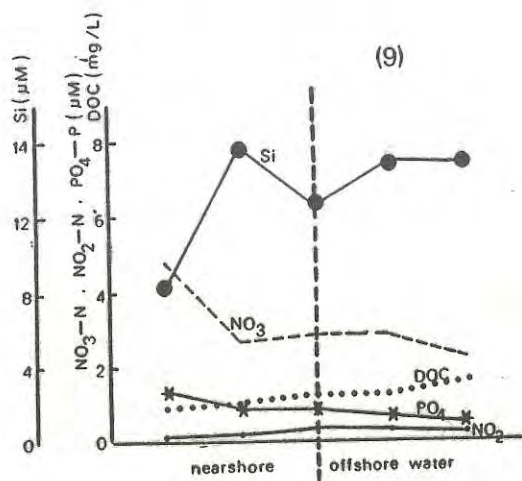 (9)
Si (μM)
NO3—N . NO2—N . PO4—P (μM)
DOC (mg/L)
14
12
8
4
0
8
6
4
2
0
Si
NO3
DOC
PO4
NO2
nearshore
offshore water